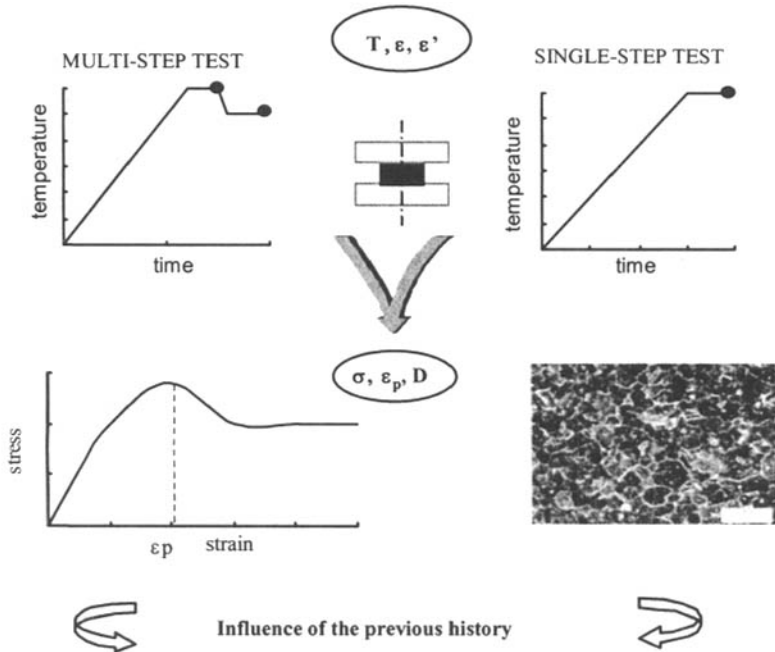 T, ε, ε’
MULTI-STEP TEST
SINGLE-STEP TEST
temperature
time
temperature
time
σ, εp, D
stress
εp
strain
Influence of the previous history